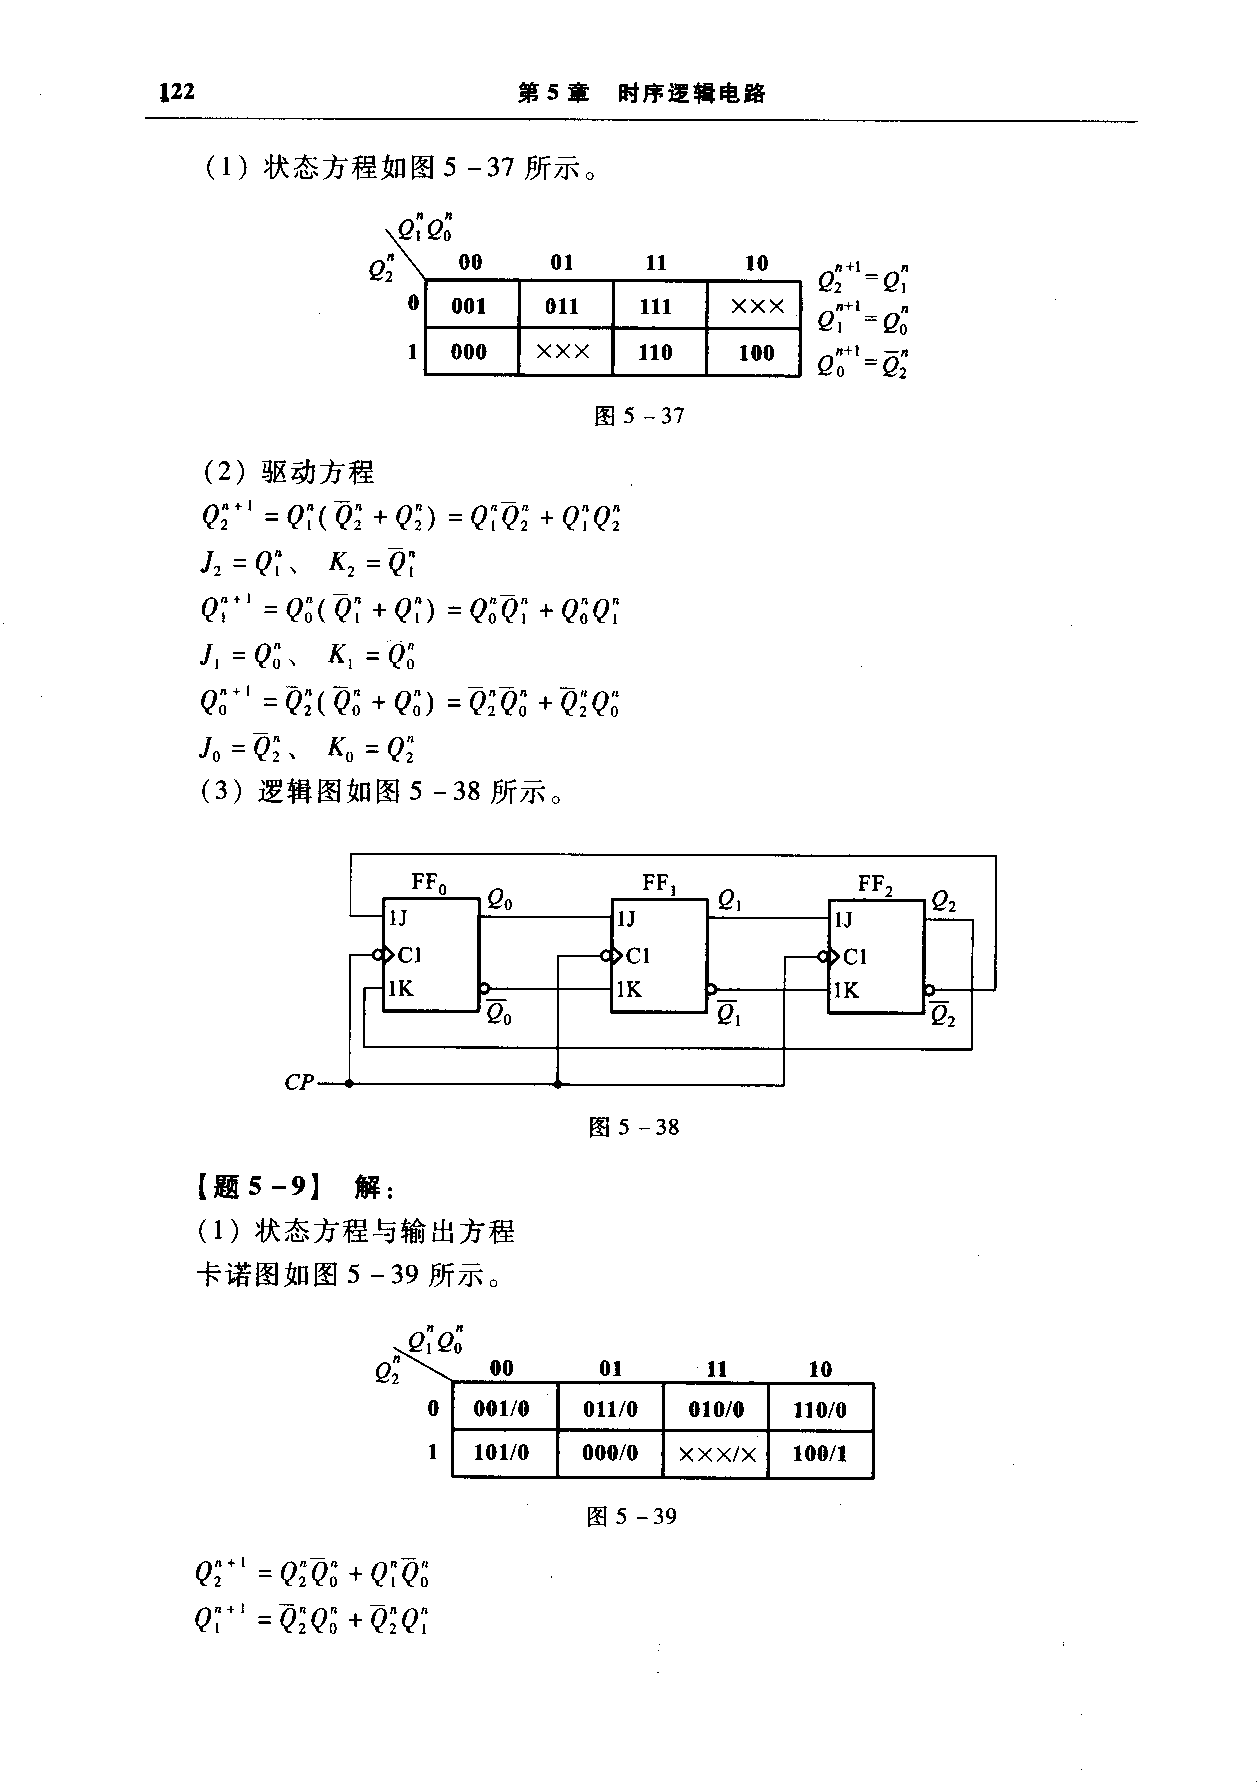 122 第5章 时序逻辑电路
(1) 状态方程如图 5-37 所示。
Q₁ⁿQ₀ⁿ
Q₂ⁿ 00 01 11 10
0 001 011 111 ×××
1 000 ××× 110 100
Q₂ⁿ⁺¹=Q₁ⁿ
Q₁ⁿ⁺¹=Q₀ⁿ
Q₀ⁿ⁺¹=Q̅₂ⁿ
图 5-37
(2) 驱动方程
Q₂ⁿ⁺¹ = Q₁ⁿ(Q̅₂ⁿ + Q₂ⁿ) = Q₁ⁿQ̅₂ⁿ + Q₁ⁿQ₂ⁿ
J₂ = Q₁ⁿ、 K₂ = Q̅₁ⁿ
Q₁ⁿ⁺¹ = Q₀ⁿ(Q̅₁ⁿ + Q₁ⁿ) = Q₀ⁿQ̅₁ⁿ + Q₀ⁿQ₁ⁿ
J₁ = Q₀ⁿ、 K₁ = Q̅₀ⁿ
Q₀ⁿ⁺¹ = Q̅₂ⁿ(Q̅₀ⁿ + Q₀ⁿ) = Q̅₂ⁿQ̅₀ⁿ + Q̅₂ⁿQ₀ⁿ
J₀ = Q̅₂ⁿ、 K₀ = Q₂ⁿ
(3) 逻辑图如图 5-38 所示。
FF₀ Q₀ FF₁ Q₁ FF₂ Q₂
1J 1J 1J
C1 C1 C1
1K 1K 1K
Q̅₀ Q̅₁ Q̅₂
CP
图 5-38
【题 5-9】 解:
(1) 状态方程与输出方程
卡诺图如图 5-39 所示。
Q₁ⁿQ₀ⁿ
Q₂ⁿ 00 01 11 10
0 001/0 011/0 010/0 110/0
1 101/0 000/0 ×××/× 100/1
图 5-39
Q₂ⁿ⁺¹ = Q₂ⁿQ̅₀ⁿ + Q₁ⁿQ̅₀ⁿ
Q₁ⁿ⁺¹ = Q̅₂ⁿQ₀ⁿ + Q̅₂ⁿQ₁ⁿ